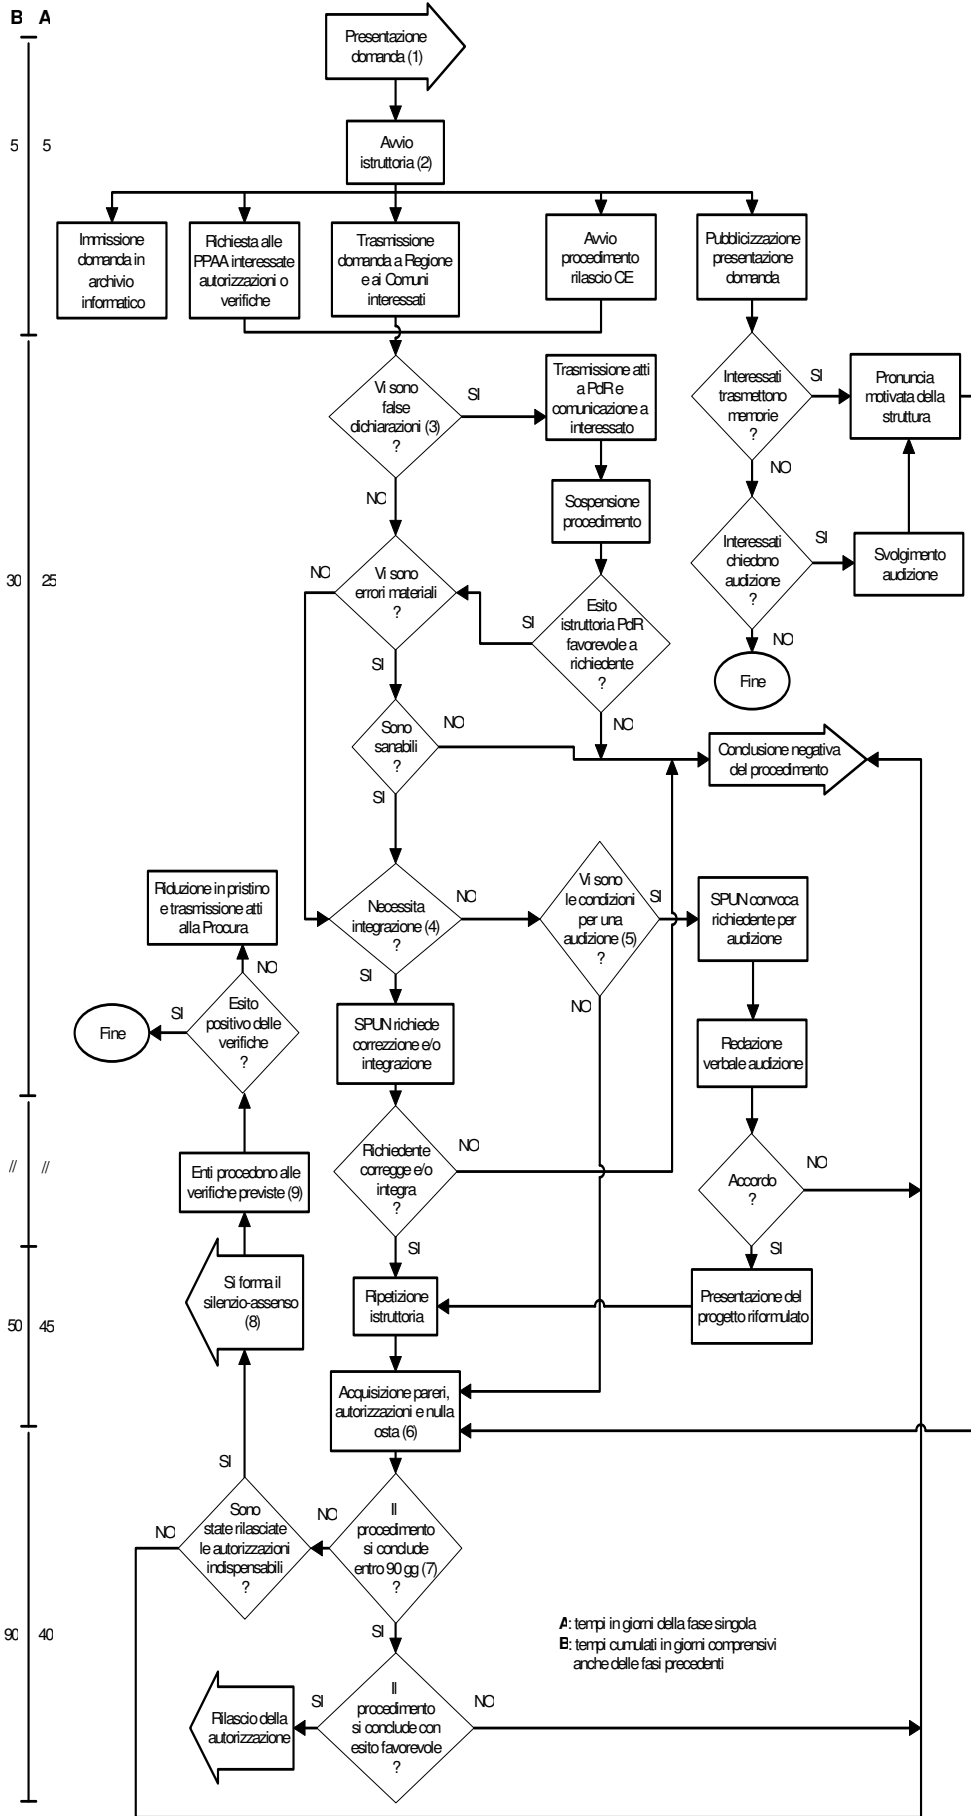 B A
Presentazione
domanda (1)
5 5
Avvio
istruttoria (2)
Immissione
domanda in
archivio
informatico
Richiesta alle
PPAA interessate
autorizzazioni o
verifiche
Trasmissione
domanda a Regione
e ai Comuni
interessati
Avvio
procedimento
rilascio CE
Pubblicizzazione
presentazione
domanda
Vi sono
false
dichiarazioni (3)
?
SI
NO
Trasmissione atti
a PdR e
comunicazione a
interessato
Interessati
trasmettono
memorie
?
SI
NO
Pronuncia
motivata della
struttura
Sospensione
procedimento
Interessati
chiedono
audizione
?
SI
NO
Svolgimento
audizione
30 25
Vi sono
errori materiali
?
NO
SI
Esito
istruttoria PdR
favorevole a
richiedente
?
SI
NO
Fine
Sono
sanabili
?
NO
SI
Conclusione negativa
del procedimento
Riduzione in pristino
e trasmissione atti
alla Procura
Necessita
integrazione (4)
?
NO
SI
Vi sono
le condizioni
per una
audizione (5)
?
SI
NO
SPUN convoca
richiedente per
audizione
Esito
positivo delle
verifiche
?
NO
SI
Fine
SPUN richiede
correzzione e/o
integrazione
Redazione
verbale audizione
// //
Enti procedono alle
verifiche previste (9)
Richiedente
corregge e/o
integra
?
NO
SI
Accordo
?
NO
SI
Si forma il
silenzio-assenso
(8)
50 45
Ripetizione
istruttoria
Presentazione del
progetto riformulato
Acquisizione pareri,
autorizzazioni e nulla
osta (6)
SI
Sono
state rilasciate
le autorizzazioni
indispensabili
?
NO
NO
Il
procedimento
si conclude
entro 90 gg (7)
?
SI
90 40
A: tempi in giorni della fase singola
B: tempi cumulati in giorni comprensivi
anche delle fasi precedenti
Rilascio della
autorizzazione
SI
Il
procedimento
si conclude con
esito favorevole
?
NO